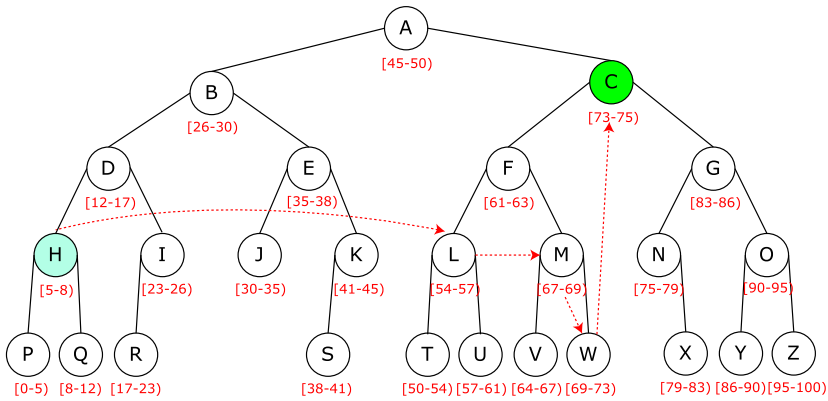 A
[45-50)
B
[26-30)
C
[73-75)
D
[12-17)
E
[35-38)
F
[61-63)
G
[83-86)
H
[5-8)
I
[23-26)
J
[30-35)
K
[41-45)
L
[54-57)
M
[67-69)
N
[75-79)
O
[90-95)
P
[0-5)
Q
[8-12)
R
[17-23)
S
[38-41)
T
[50-54)
U
[57-61)
V
[64-67)
W
[69-73)
X
[79-83)
Y
[86-90)
Z
[95-100)